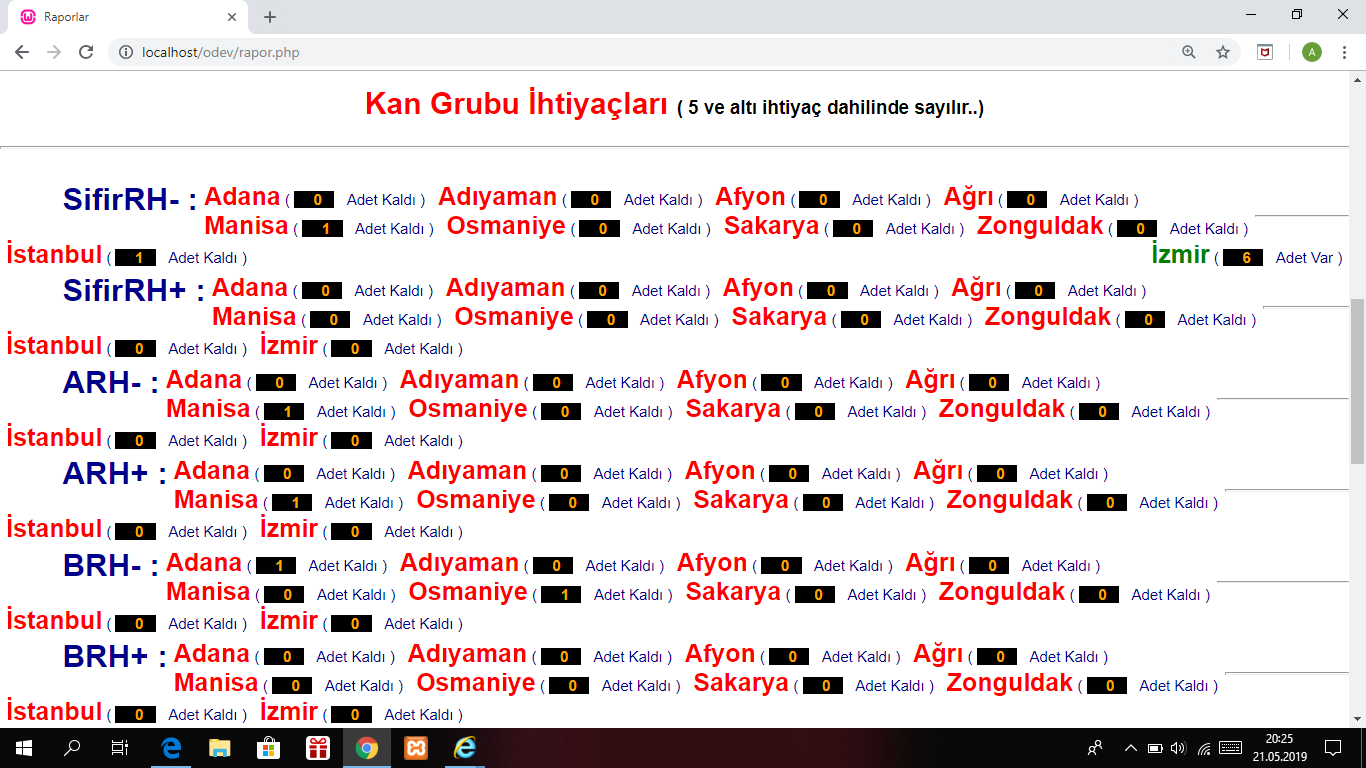 Raporlar
localhost/odev/rapor.php
A
Kan Grubu İhtiyaçları ( 5 ve altı ihtiyaç dahilinde sayılır..)
SifirRH- : Adana ( 0 Adet Kaldı ) Adıyaman ( 0 Adet Kaldı ) Afyon ( 0 Adet Kaldı ) Ağrı ( 0 Adet Kaldı )
Manisa ( 1 Adet Kaldı ) Osmaniye ( 0 Adet Kaldı ) Sakarya ( 0 Adet Kaldı ) Zonguldak ( 0 Adet Kaldı )
İstanbul ( 1 Adet Kaldı ) İzmir ( 6 Adet Var )
SifirRH+ : Adana ( 0 Adet Kaldı ) Adıyaman ( 0 Adet Kaldı ) Afyon ( 0 Adet Kaldı ) Ağrı ( 0 Adet Kaldı )
Manisa ( 0 Adet Kaldı ) Osmaniye ( 0 Adet Kaldı ) Sakarya ( 0 Adet Kaldı ) Zonguldak ( 0 Adet Kaldı )
İstanbul ( 0 Adet Kaldı ) İzmir ( 0 Adet Kaldı )
ARH- : Adana ( 0 Adet Kaldı ) Adıyaman ( 0 Adet Kaldı ) Afyon ( 0 Adet Kaldı ) Ağrı ( 0 Adet Kaldı )
Manisa ( 1 Adet Kaldı ) Osmaniye ( 0 Adet Kaldı ) Sakarya ( 0 Adet Kaldı ) Zonguldak ( 0 Adet Kaldı )
İstanbul ( 0 Adet Kaldı ) İzmir ( 0 Adet Kaldı )
ARH+ : Adana ( 0 Adet Kaldı ) Adıyaman ( 0 Adet Kaldı ) Afyon ( 0 Adet Kaldı ) Ağrı ( 0 Adet Kaldı )
Manisa ( 1 Adet Kaldı ) Osmaniye ( 0 Adet Kaldı ) Sakarya ( 0 Adet Kaldı ) Zonguldak ( 0 Adet Kaldı )
İstanbul ( 0 Adet Kaldı ) İzmir ( 0 Adet Kaldı )
BRH- : Adana ( 1 Adet Kaldı ) Adıyaman ( 0 Adet Kaldı ) Afyon ( 0 Adet Kaldı ) Ağrı ( 0 Adet Kaldı )
Manisa ( 0 Adet Kaldı ) Osmaniye ( 1 Adet Kaldı ) Sakarya ( 0 Adet Kaldı ) Zonguldak ( 0 Adet Kaldı )
İstanbul ( 0 Adet Kaldı ) İzmir ( 0 Adet Kaldı )
BRH+ : Adana ( 0 Adet Kaldı ) Adıyaman ( 0 Adet Kaldı ) Afyon ( 0 Adet Kaldı ) Ağrı ( 0 Adet Kaldı )
Manisa ( 0 Adet Kaldı ) Osmaniye ( 0 Adet Kaldı ) Sakarya ( 0 Adet Kaldı ) Zonguldak ( 0 Adet Kaldı )
İstanbul ( 0 Adet Kaldı ) İzmir ( 0 Adet Kaldı )
20:25
21.05.2019